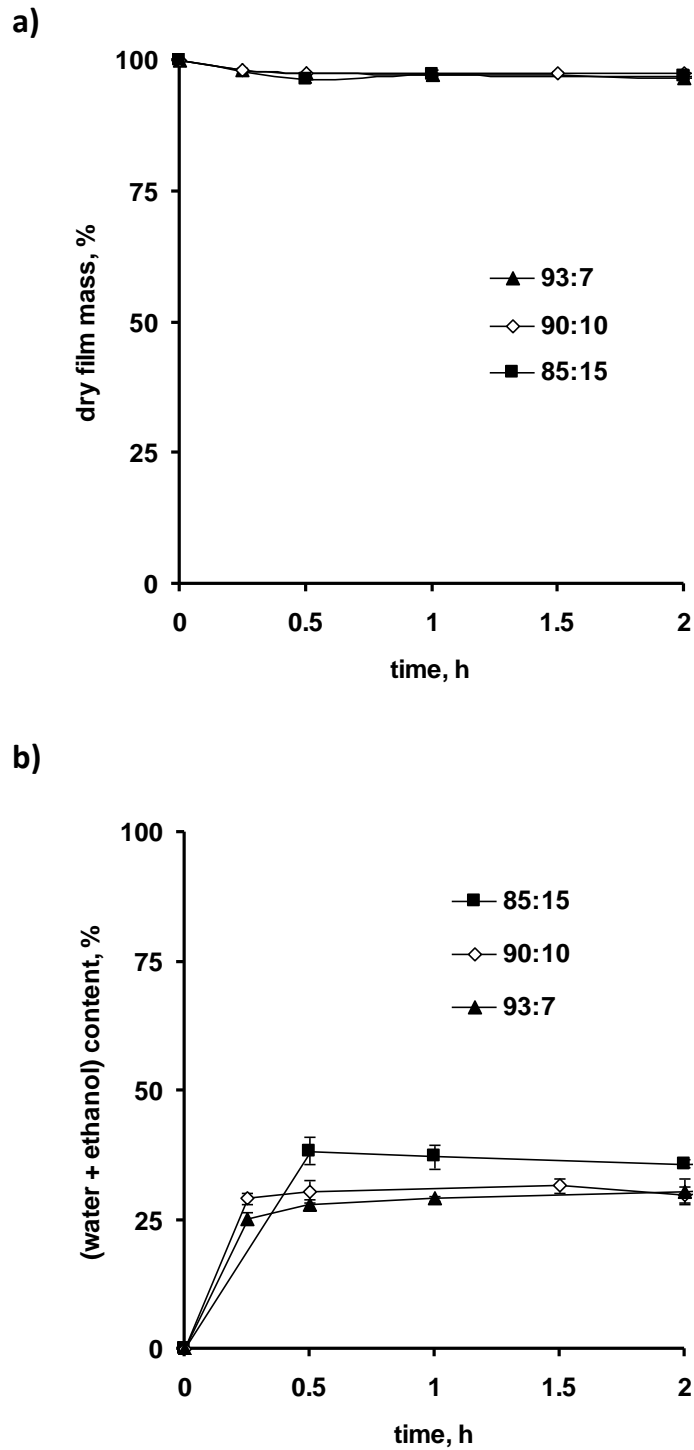 a)
100
75
50
25
0
dry film mass, %
93:7
90:10
85:15
0 0.5 1 1.5 2
time, h
b)
100
75
50
25
0
(water + ethanol) content, %
85:15
90:10
93:7
0 0.5 1 1.5 2
time, h